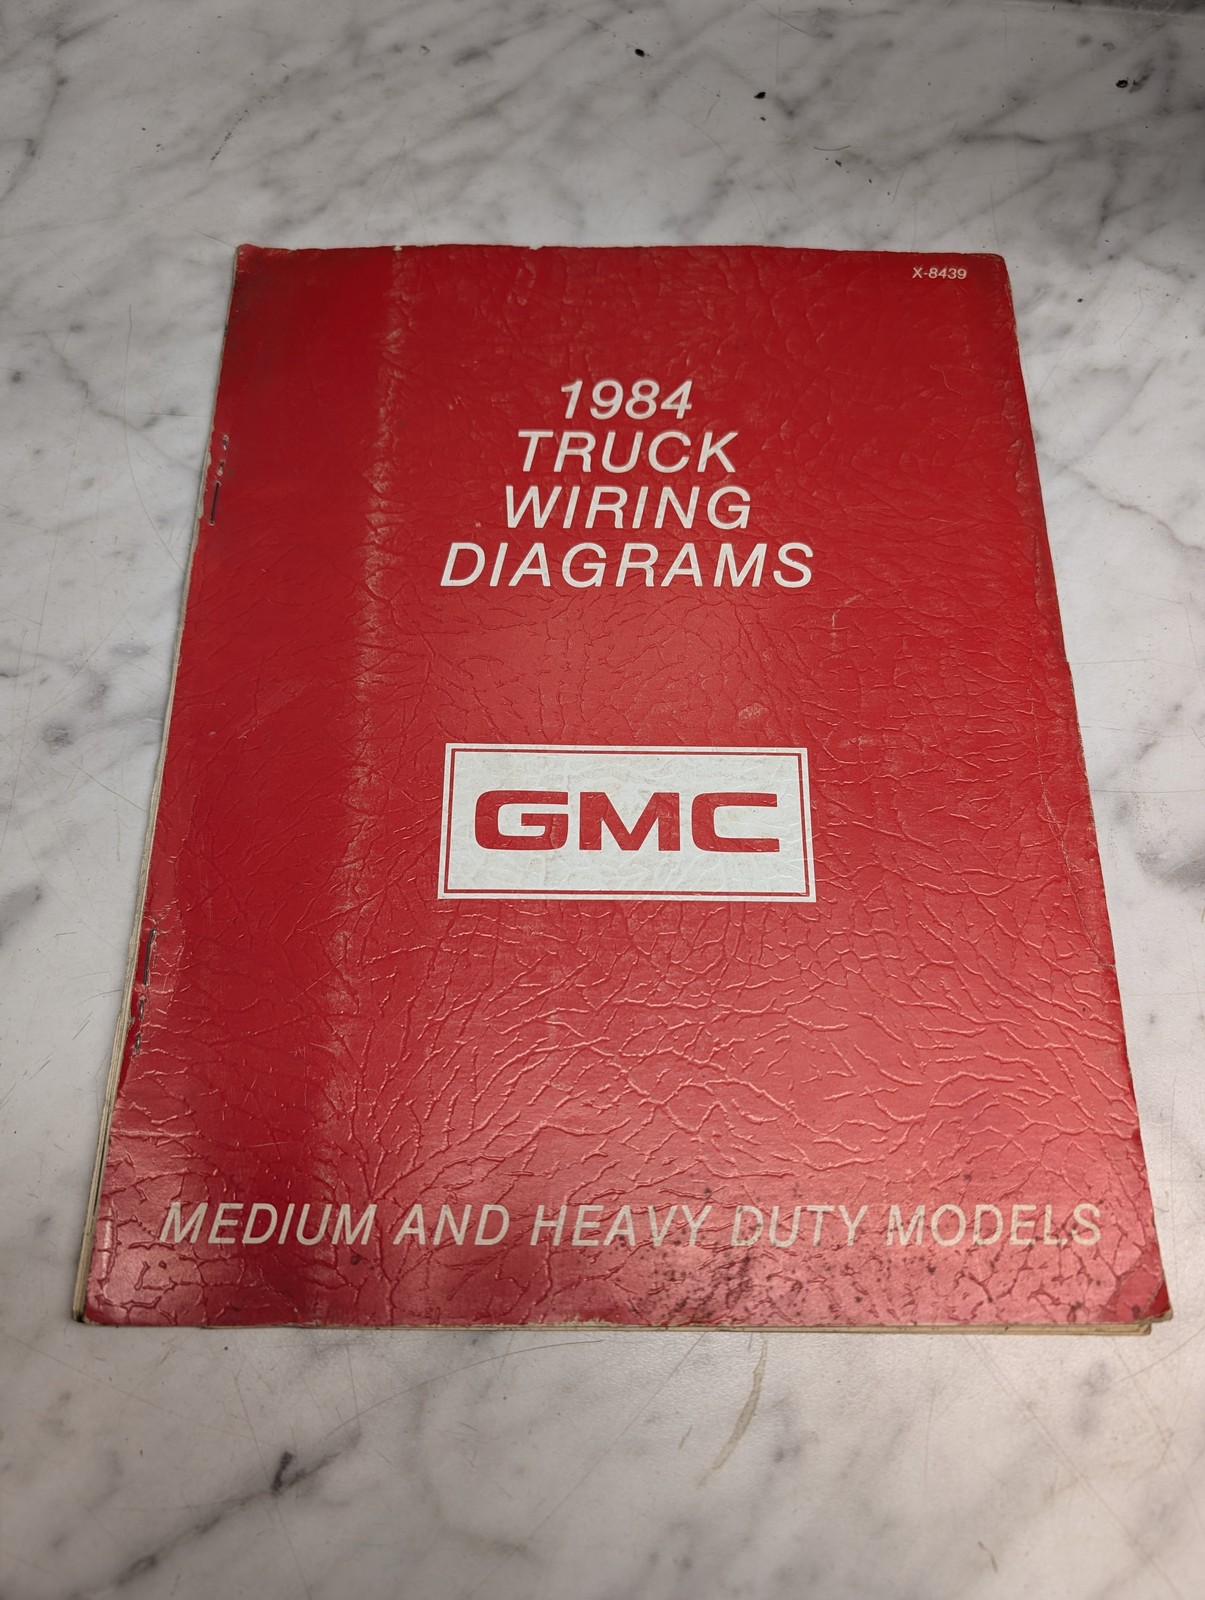 X-8439
1984
TRUCK
WIRING
DIAGRAMS
GMC
MEDIUM AND HEAVY DUTY MODELS